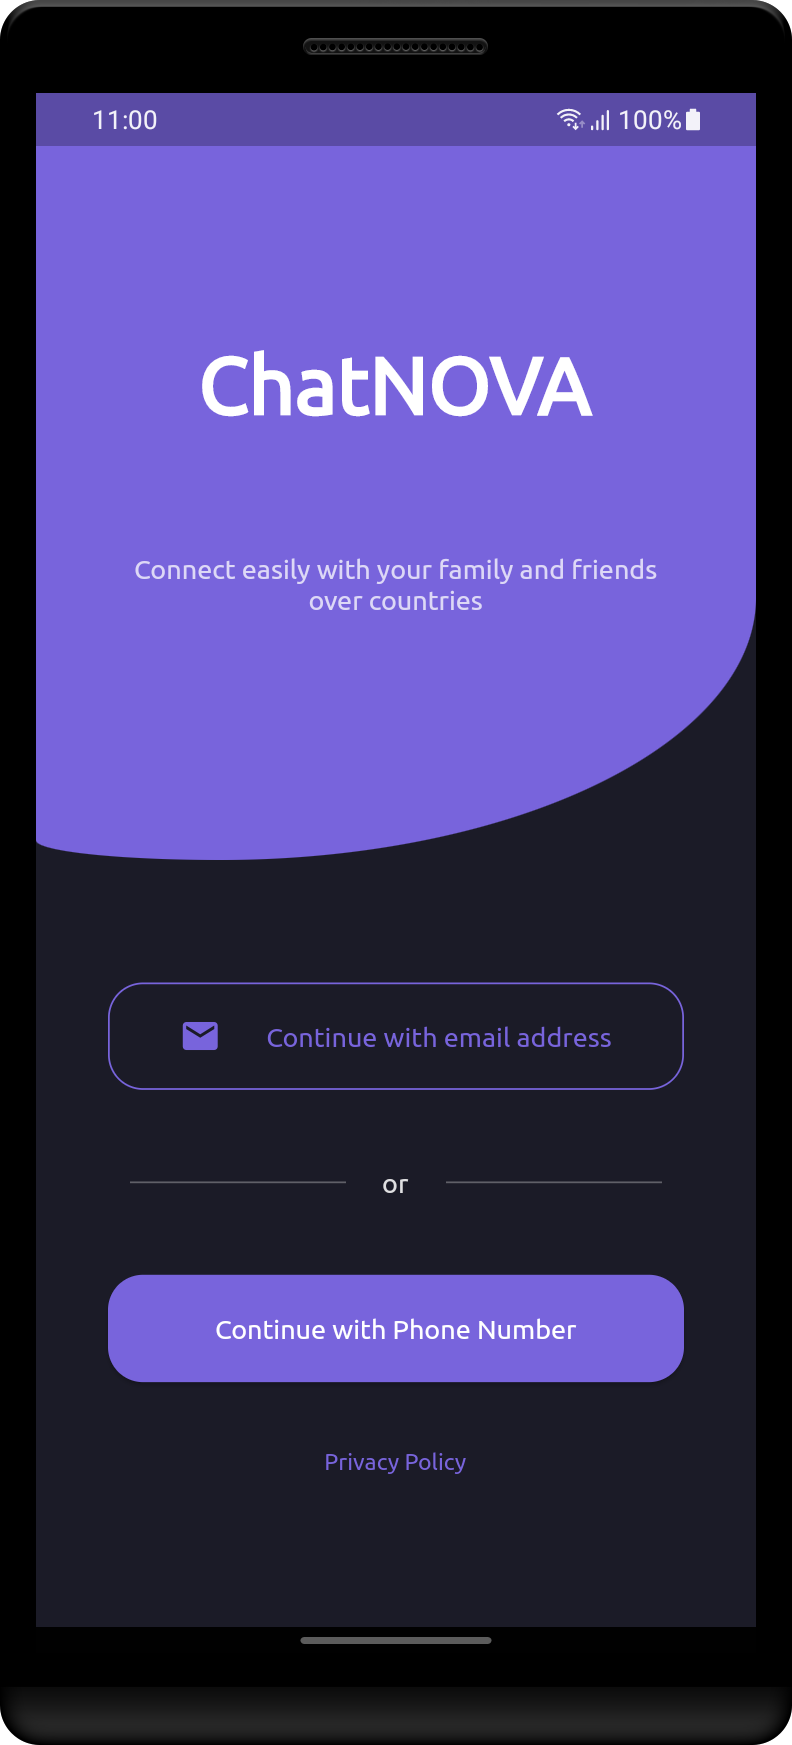 11:00 100%
ChatNOVA
Connect easily with your family and friends
over countries
Continue with email address
or
Continue with Phone Number
Privacy Policy